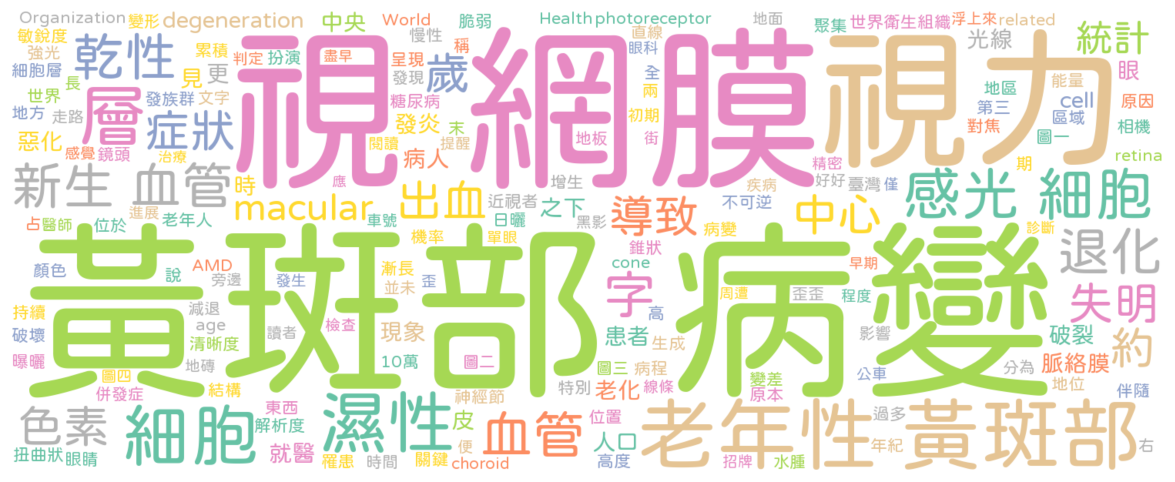 Organization 變形 degeneration 中央 World 脆弱 Health photoreceptor 地面 聚集 世界衛生組織 浮上來 related
敏銳度 強光 累積 乾性 見 更 判定 扮演 盡早 視網膜 呈現 慢性 稱 發現 歲 直線 眼科 全 視力 光線 統計
細胞層 長 世界 層 發族群 文字 糖尿病 兩 初期 地區 能量 眼 第三 cell 原因
地方 走路 症狀 發炎 末 地板 街 對焦 區域 相機
惡化 感覺 鏡頭 治療 閱讀 提醒 病人 圖一 retina
新生 血管 時 應 增生 精密 好好 疾病 臺灣 僅 期 感光 細胞
占 醫師 進展 位於 老年人 macular 出血 近視者 之下 日曬 黑影 導致 不可逆 中心
車號 機率 單眼 錐狀 病變 診斷 退化
顏色 AMD 說 旁邊 發生 漸長 並未 歪 cone 字 周遭 早期 歪歪 程度 失明
黃斑部 病變
持續 減退 age 讀者 檢查 現象 患者 高 影響 破裂
破壞 清晰度 生成 約
曝曬 地磚 10萬 圖二 圖三 病程 公車 分為 脈絡膜
圖四 併發症 結構 神經節 特別 老化 線條 變差 原本 地位 伴隨
色素 細胞 東西 解析度 濕性 皮 血管 位置 老年性 黃斑部 過多
扭曲狀 眼睛 就醫 罹患 時間 關鍵 便 choroid 人口 高度 招牌 水腫 年紀 右